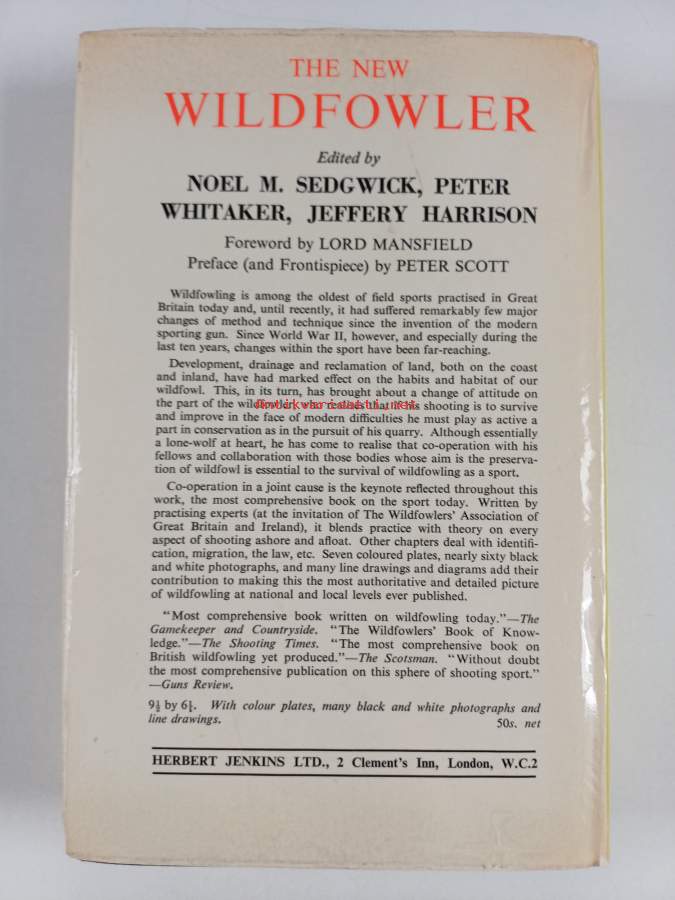 THE NEW
WILDFOWLER
Edited by
NOEL M. SEDGWICK, PETER
WHITAKER, JEFFERY HARRISON
Foreword by LORD MANSFIELD
Preface (and Frontispiece) by PETER SCOTT
Wildfowling is among the oldest of field sports practised in Great
Britain today and, until recently, it had suffered remarkably few major
changes of method and technique since the invention of the modern
sporting gun. Since World War II, however, and especially during the
last ten years, changes within the sport have been far-reaching.
Development, drainage and reclamation of land, both on the coast
and inland, have had marked effect on the habits and habitat of our
wildfowl. This, in its turn, has brought about a change of attitude on
the part of the wildfowler, who realises that if his shooting is to survive
and improve in the face of modern difficulties he must play as active a
part in conservation as in the pursuit of his quarry. Although essentially
a lone-wolf at heart, he has come to realise that co-operation with his
fellows and collaboration with those bodies whose aim is the preserva-
tion of wildfowl is essential to the survival of wildfowling as a sport.
Co-operation in a joint cause is the keynote reflected throughout this
work, the most comprehensive book on the sport today. Written by
practising experts (at the invitation of The Wildfowlers' Association of
Great Britain and Ireland), it blends practice with theory on every
aspect of shooting ashore and afloat. Other chapters deal with identifi-
cation, migration, the law, etc. Seven coloured plates, nearly sixty black
and white photographs, and many line drawings and diagrams add their
contribution to making this the most authoritative and detailed picture
of wildfowling at national and local levels ever published.
"Most comprehensive book written on wildfowling today."—The
Gamekeeper and Countryside. "The Wildfowlers' Book of Know-
ledge."—The Shooting Times. "The most comprehensive book on
British wildfowling yet produced."—The Scotsman. "Without doubt
the most comprehensive publication on this sphere of shooting sport."
—Guns Review.
by With colour plates, many black and white photographs and
line drawings. 50s. net
HERBERT JENKINS LTD., 2 Clement's Inn, London, W.C.2